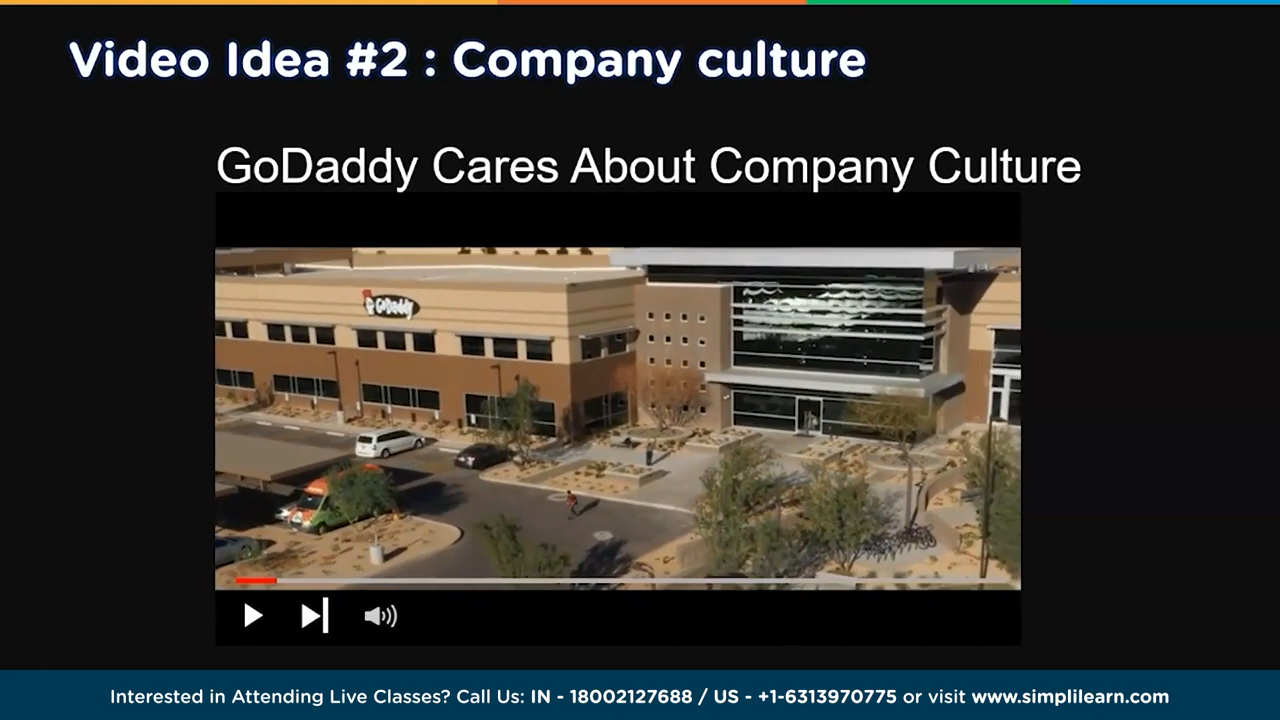 Video Idea #2 : Company culture
GoDaddy Cares About Company Culture
GoDaddy
Interested in Attending Live Classes? Call Us: IN - 18002127688 / US - +1-6313970775 or visit www.simplilearn.com